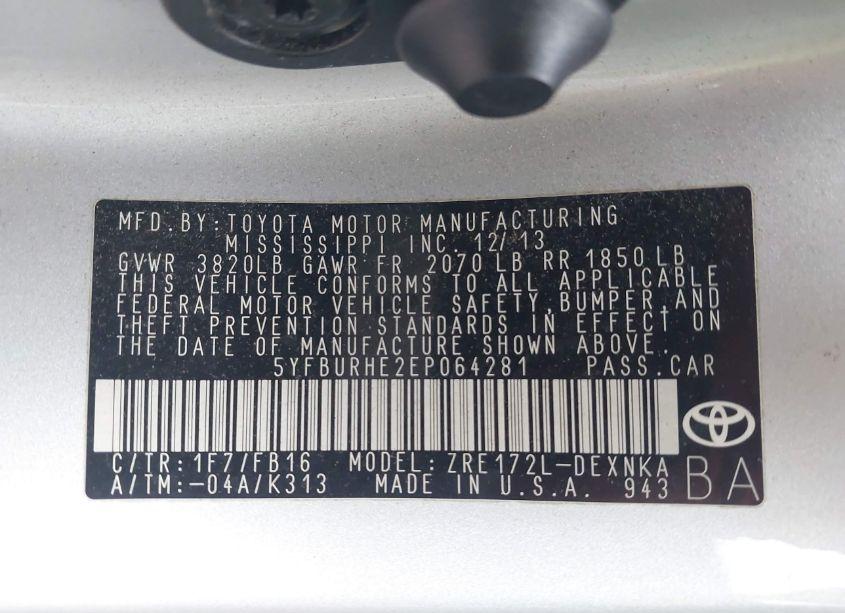 MFD.BY:TOYOTA MOTOR MANUFACTURING
MISSISSIPPI INC. 12/13
GVWR 3820LB GAWR FR 2070 LB RR 1850 LB
THIS VEHICLE CONFORMS TO ALL APPLICABLE
FEDERAL MOTOR VEHICLE SAFETY,BUMPER,AND
THEFT PREVENTION STANDARDS IN EFFECT ON
THE DATE OF MANUFACTURE SHOWN ABOVE.
5YFBURHE2EP064281 PASS.CAR
C/TR:1F7/FB16 MODEL:ZRE172L-DEXNKA
A/TM:-04A/K313 MADE IN U.S.A. 943
BA